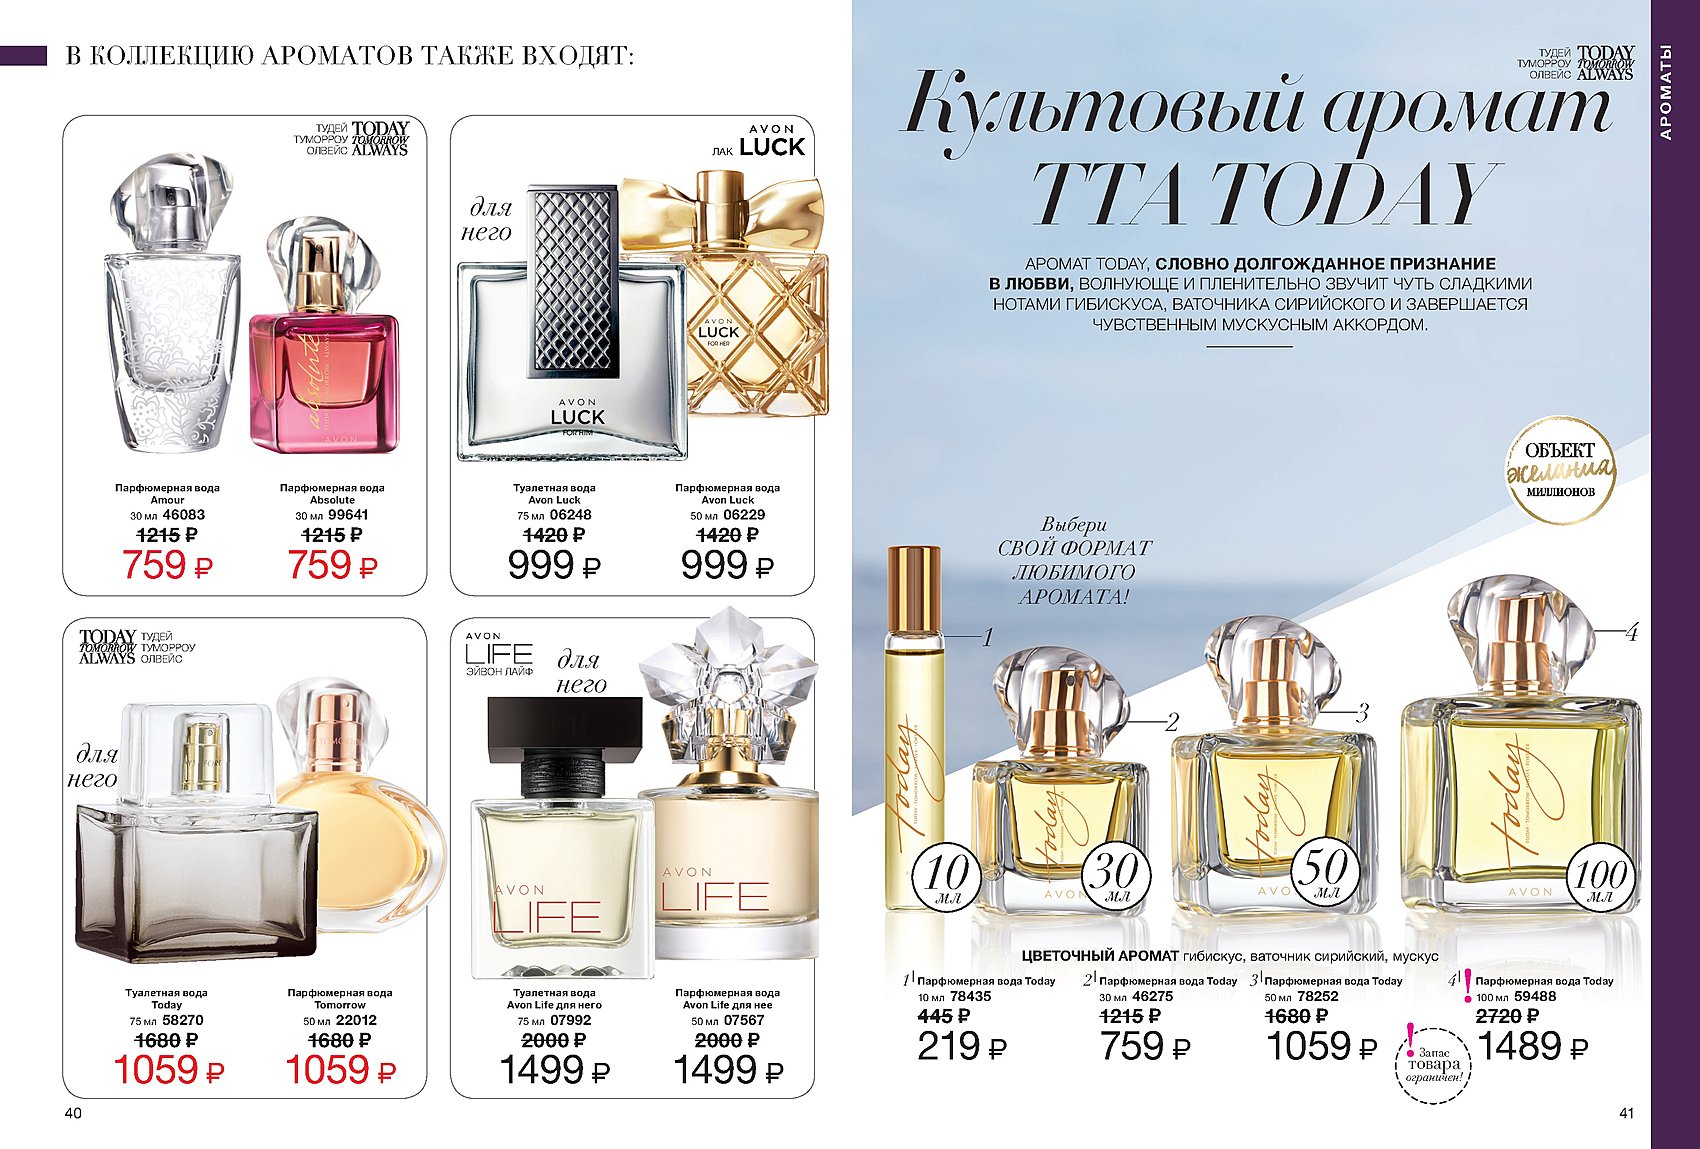 В КОЛЛЕКЦИЮ АРОМАТОВ ТАКЖЕ ВХОДЯТ:
ТУДЕЙ ТУМОРРОУ ОЛВЕЙС
TODAY
TOMORROW
ALWAYS
absolute
TODAY · TOMORROW · ALWAYS
AVON
Парфюмерная вода
Amour
30 мл 46083
1215 ₽
759 ₽
Парфюмерная вода
Absolute
30 мл 99641
1215 ₽
759 ₽
AVON
ЛАК LUCK
для
него
AVON
LUCK
FOR HIM
AVON
LUCK
FOR HER
Туалетная вода
Avon Luck
75 мл 06248
1420 ₽
999 ₽
Парфюмерная вода
Avon Luck
50 мл 06229
1420 ₽
999 ₽
TODAY ТУДЕЙ
TOMORROW ТУМОРРОУ
ALWAYS ОЛВЕЙС
для
него
Туалетная вода
Today
75 мл 58270
1680 ₽
1059 ₽
Парфюмерная вода
Tomorrow
50 мл 22012
1680 ₽
1059 ₽
AVON
LIFE
ЭЙВОН ЛАЙФ
для
него
AVON
LIFE
AVON
LIFE
Туалетная вода
Avon Life для него
75 мл 07992
2000 ₽
1499 ₽
Парфюмерная вода
Avon Life для нее
50 мл 07567
2000 ₽
1499 ₽
40
ТУДЕЙ TODAY
ТУМОРРОУ TOMORROW
ОЛВЕЙС ALWAYS
АРОМАТЫ
Культовый аромат
TTA TODAY
АРОМАТ TODAY, СЛОВНО ДОЛГОЖДАННОЕ ПРИЗНАНИЕ
В ЛЮБВИ, ВОЛНУЮЩЕ И ПЛЕНИТЕЛЬНО ЗВУЧИТ ЧУТЬ СЛАДКИМИ
НОТАМИ ГИБИСКУСА, ВАТОЧНИКА СИРИЙСКОГО И ЗАВЕРШАЕТСЯ
ЧУВСТВЕННЫМ МУСКУСНЫМ АККОРДОМ.
ОБЪЕКТ
желания
МИЛЛИОНОВ
Выбери
СВОЙ ФОРМАТ
ЛЮБИМОГО
АРОМАТА!
1
2
3
4
today
today
AVON
today
AVON
today
AVON
10
мл
30
мл
50
мл
100
мл
ЦВЕТОЧНЫЙ АРОМАТ гибискус, ваточник сирийский, мускус
1| Парфюмерная вода Today
10 мл 78435
445 ₽
219 ₽
2| Парфюмерная вода Today
30 мл 46275
1215 ₽
759 ₽
3| Парфюмерная вода Today
50 мл 78252
1680 ₽
1059 ₽
4| ! Парфюмерная вода Today
100 мл 59488
2720 ₽
1489 ₽
! Запас
товара
ограничен!
41